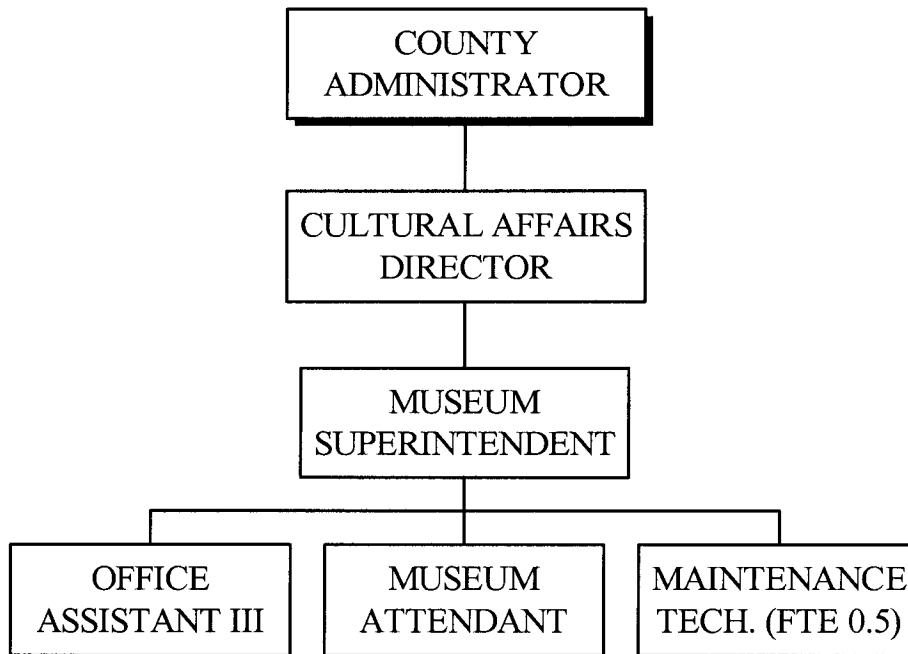 COUNTY
ADMINISTRATOR
CULTURAL AFFAIRS
DIRECTOR
MUSEUM
SUPERINTENDENT
OFFICE
ASSISTANT III
MUSEUM
ATTENDANT
MAINTENANCE
TECH. (FTE 0.5)